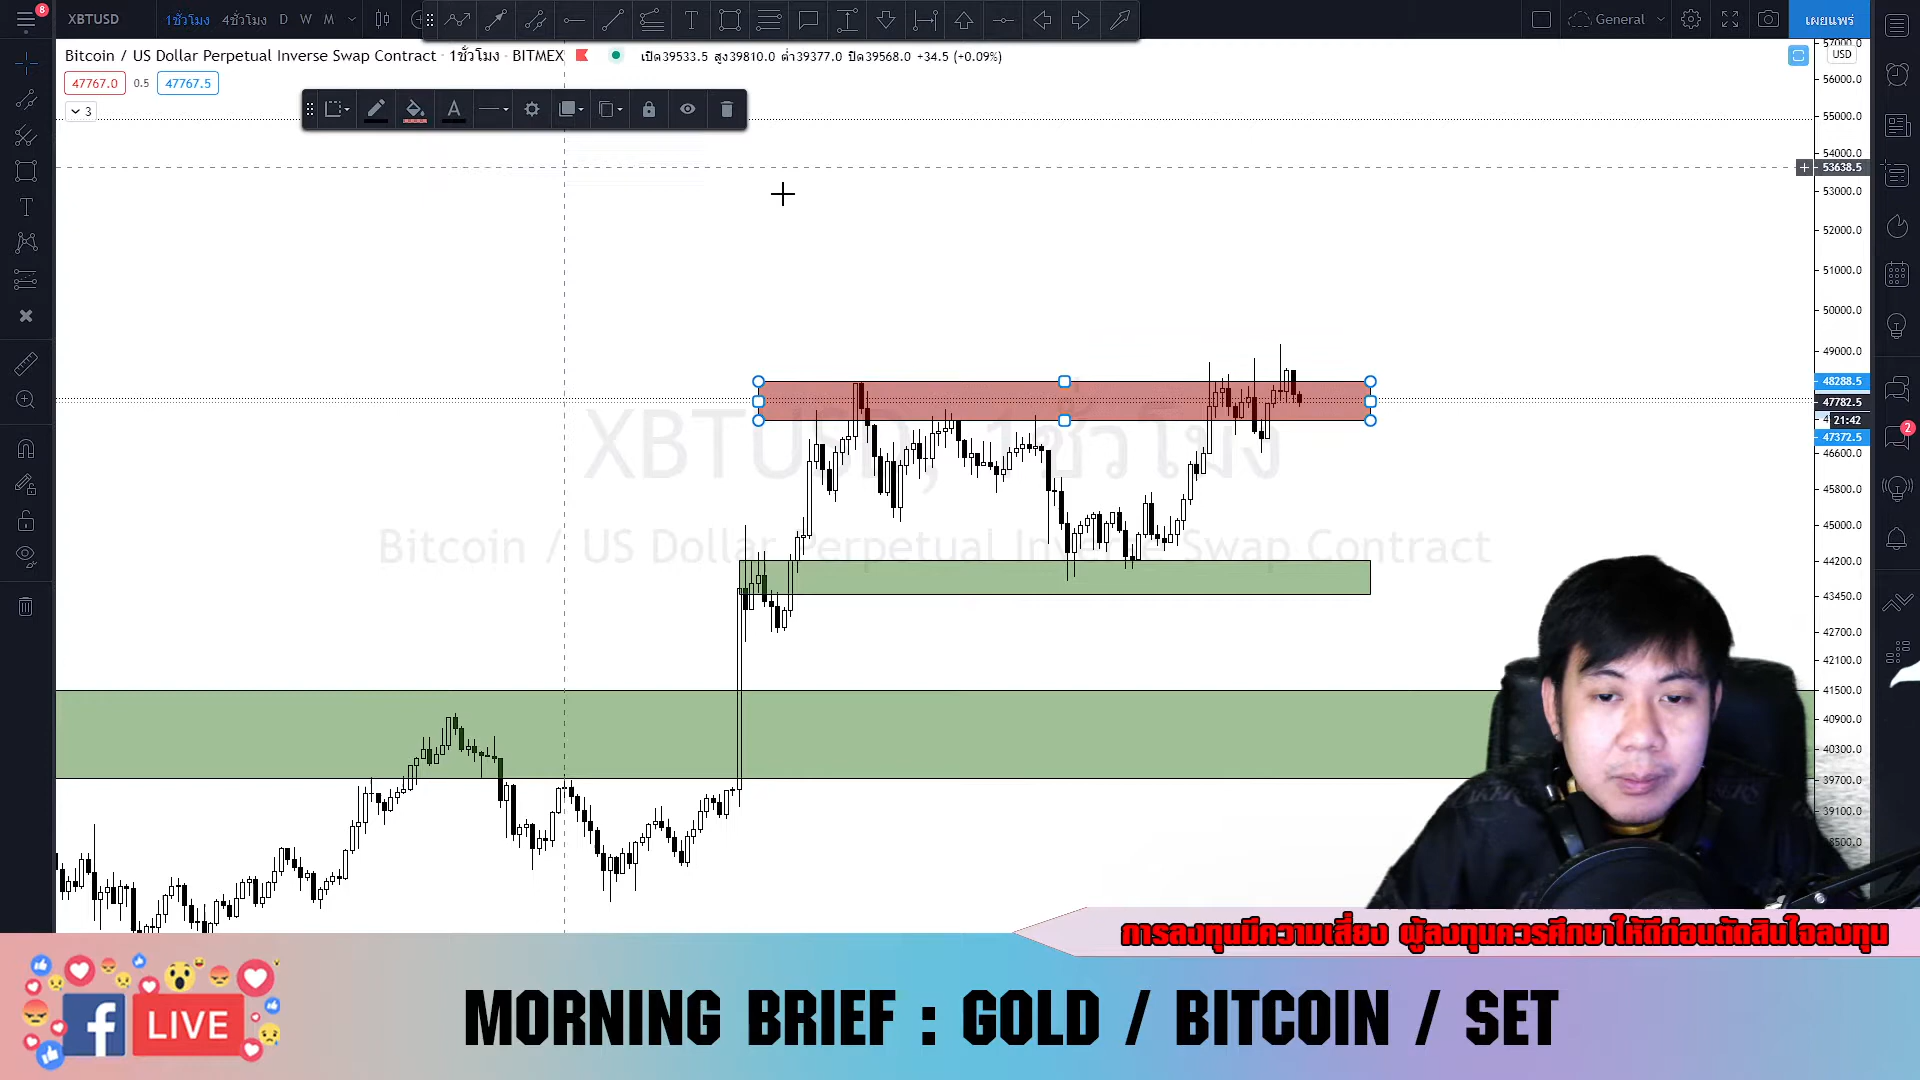 8
XBTUSD
1ชั่วโมง
4ชั่วโมง
D
W
M
General
เผยแพร่
Bitcoin / US Dollar Perpetual Inverse Swap Contract · 1ชั่วโมง · BITMEX
เปิด39533.5 สูง39810.0 ต่ำ39377.0 ปิด39568.0 +34.5 (+0.09%)
47767.0
0.5
47767.5
3
57000.0
USD
56000.0
55000.0
54000.0
53638.5
53000.0
52000.0
51000.0
50000.0
49000.0
48288.5
47782.5
21:42
47372.5
46600.0
45800.0
45000.0
44200.0
43450.0
42700.0
42100.0
41500.0
40900.0
40300.0
39700.0
39100.0
38500.0
2
XBTUSD, 1ชั่วโมง
Bitcoin / US Dollar Perpetual Inverse Swap Contract
การลงทุนมีความเสี่ยง ผู้ลงทุนควรศึกษาให้ดีก่อนตัดสินใจลงทุน
f LIVE
MORNING BRIEF : GOLD / BITCOIN / SET